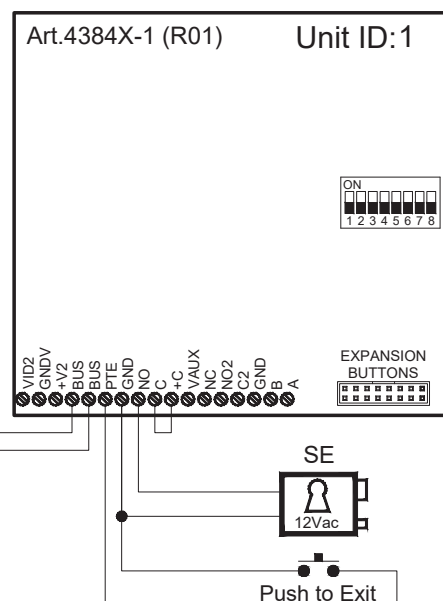 Art.4384X-1 (R01)
Unit ID:1
ON
1 2 3 4 5 6 7 8
VID2
GNDV
+V2
BUS
BUS
PTE
GND
NO
C
+C
VAUX
NC
NO2
C2
GND
B
A
EXPANSION
BUTTONS
SE
12Vac
Push to Exit